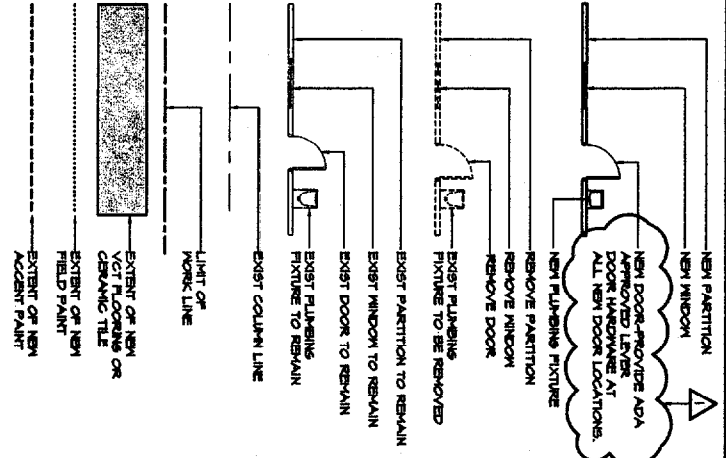 NEW PARTITION
NEW WINDOW
NEW DOOR-PROVIDE ADA
APPROVED LEVER
DOOR HARDWARE AT
ALL NEW DOOR LOCATIONS.
1
NEW PLUMBING FIXTURE
REMOVE PARTITION
REMOVE WINDOW
REMOVE DOOR
EXIST PLUMBING
FIXTURE TO BE REMOVED
EXIST PARTITION TO REMAIN
EXIST WINDOW TO REMAIN
EXIST DOOR TO REMAIN
EXIST PLUMBING
FIXTURE TO REMAIN
EXIST COLUMN LINE
LIMIT OF
WORK LINE
EXTENT OF NEW
VCT FLOORING OR
CERAMIC TILE
EXTENT OF NEW
FIELD PAINT
EXTENT OF NEW
ACCENT PAINT